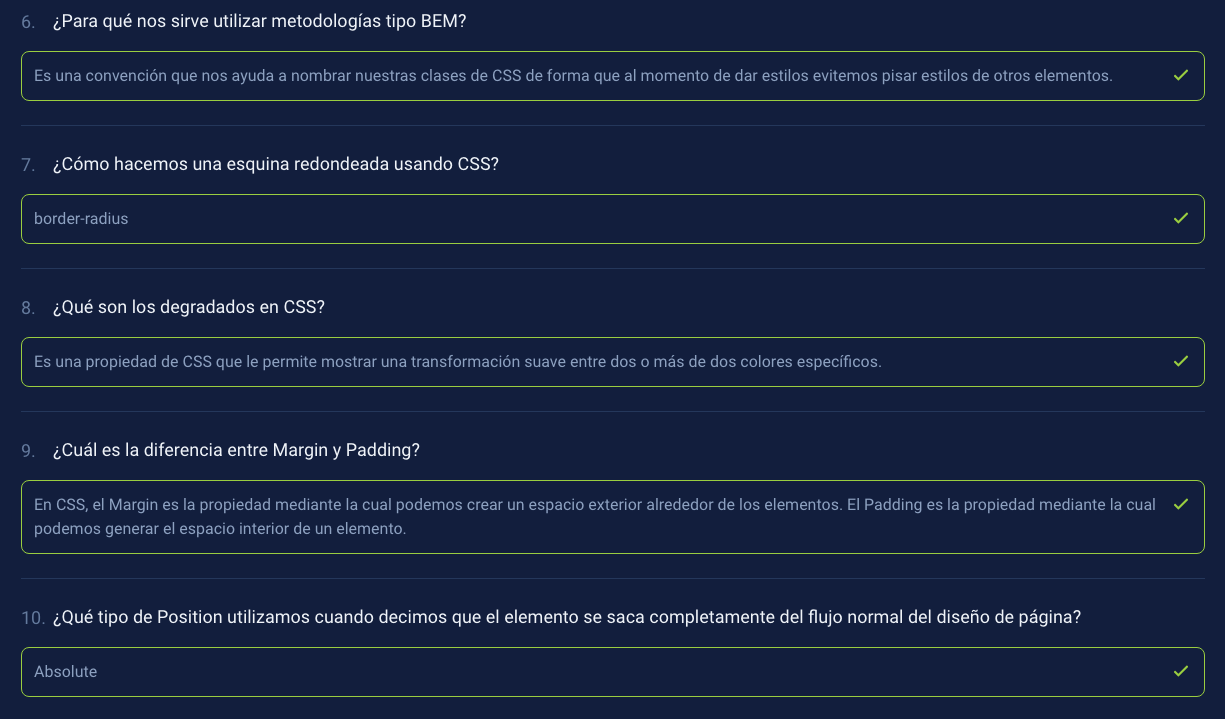 6. ¿Para qué nos sirve utilizar metodologías tipo BEM?
Es una convención que nos ayuda a nombrar nuestras clases de CSS de forma que al momento de dar estilos evitemos pisar estilos de otros elementos.
7. ¿Cómo hacemos una esquina redondeada usando CSS?
border-radius
8. ¿Qué son los degradados en CSS?
Es una propiedad de CSS que le permite mostrar una transformación suave entre dos o más de dos colores específicos.
9. ¿Cuál es la diferencia entre Margin y Padding?
En CSS, el Margin es la propiedad mediante la cual podemos crear un espacio exterior alrededor de los elementos. El Padding es la propiedad mediante la cual
podemos generar el espacio interior de un elemento.
10. ¿Qué tipo de Position utilizamos cuando decimos que el elemento se saca completamente del flujo normal del diseño de página?
Absolute